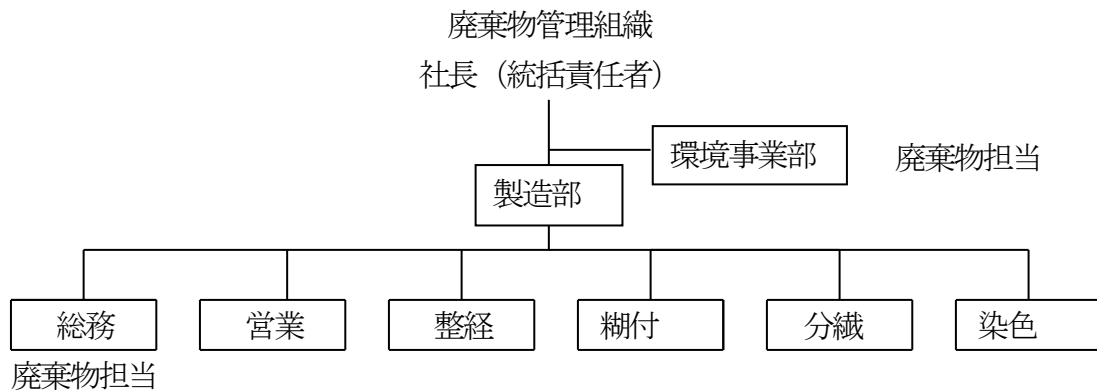 廃棄物管理組織
社長（統括責任者）
環境事業部 廃棄物担当
製造部
総務 営業 整経 糊付 分繊 染色
廃棄物担当